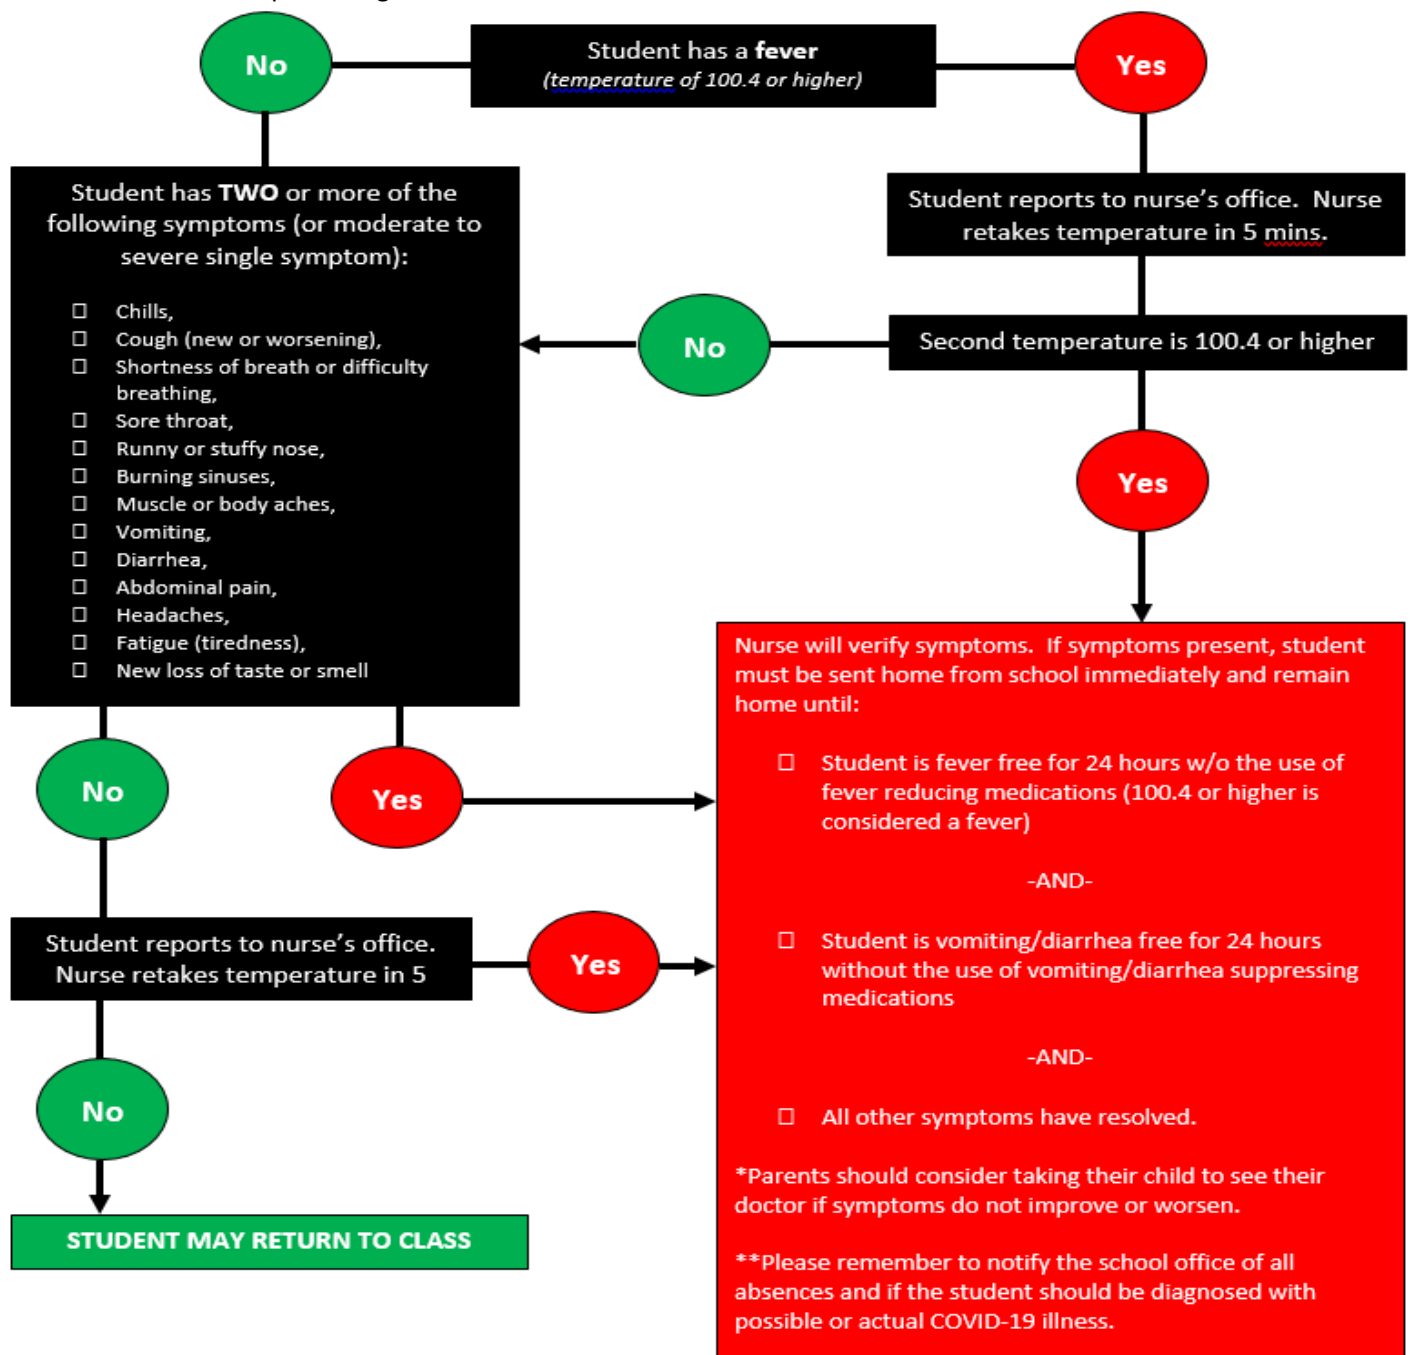 No
Student has a fever
(temperature of 100.4 or higher)
Yes
Student has TWO or more of the
following symptoms (or moderate to
severe single symptom):
☐ Chills,
☐ Cough (new or worsening),
☐ Shortness of breath or difficulty
breathing,
☐ Sore throat,
☐ Runny or stuffy nose,
☐ Burning sinuses,
☐ Muscle or body aches,
☐ Vomiting,
☐ Diarrhea,
☐ Abdominal pain,
☐ Headaches,
☐ Fatigue (tiredness),
☐ New loss of taste or smell
Student reports to nurse's office. Nurse
retakes temperature in 5 mins.
No
Second temperature is 100.4 or higher
Yes
No
Yes
Student reports to nurse's office.
Nurse retakes temperature in 5
Yes
No
STUDENT MAY RETURN TO CLASS
Nurse will verify symptoms. If symptoms present, student
must be sent home from school immediately and remain
home until:
☐ Student is fever free for 24 hours w/o the use of
fever reducing medications (100.4 or higher is
considered a fever)
-AND-
☐ Student is vomiting/diarrhea free for 24 hours
without the use of vomiting/diarrhea suppressing
medications
-AND-
☐ All other symptoms have resolved.
*Parents should consider taking their child to see their
doctor if symptoms do not improve or worsen.
**Please remember to notify the school office of all
absences and if the student should be diagnosed with
possible or actual COVID-19 illness.